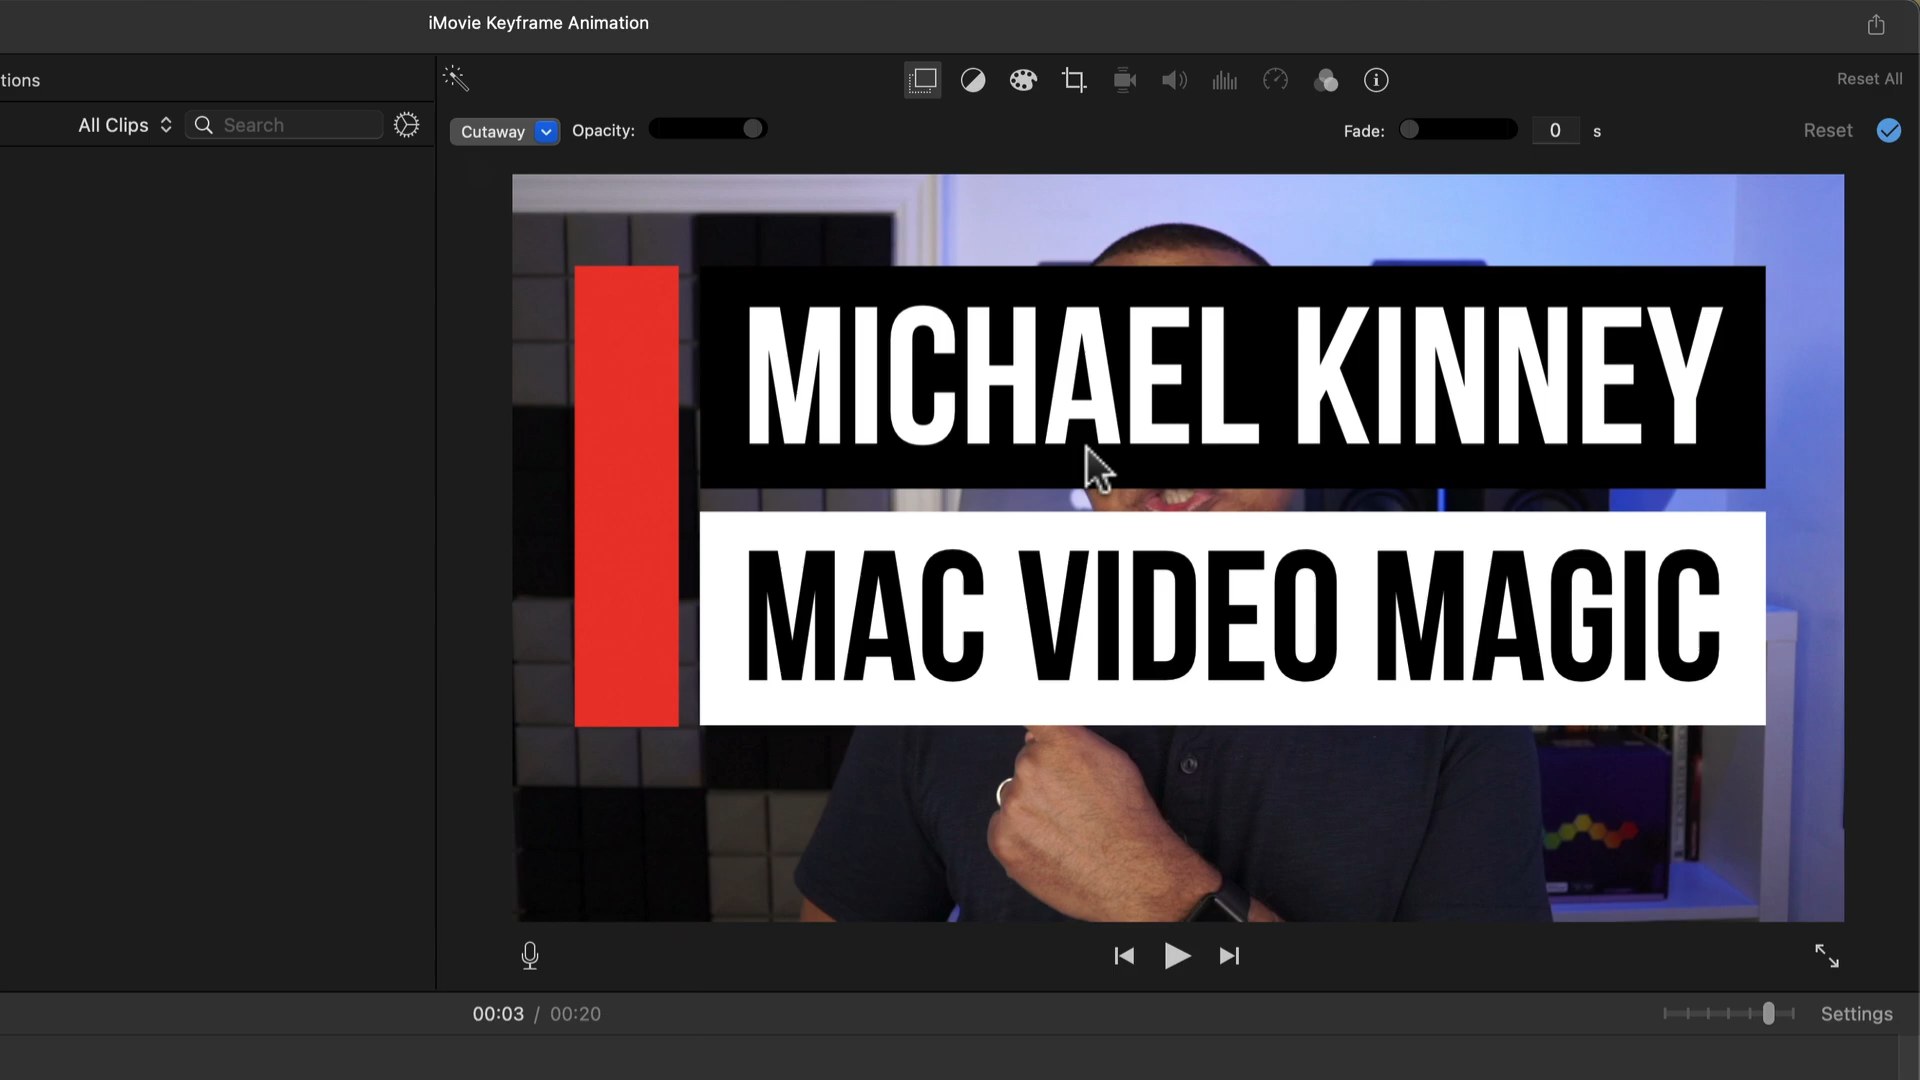 iMovie Keyframe Animation
tions
Reset All
All Clips
Search
Cutaway
Opacity:
Fade:
0
s
Reset
MICHAEL KINNEY
MAC VIDEO MAGIC
00:03 / 00:20
Settings